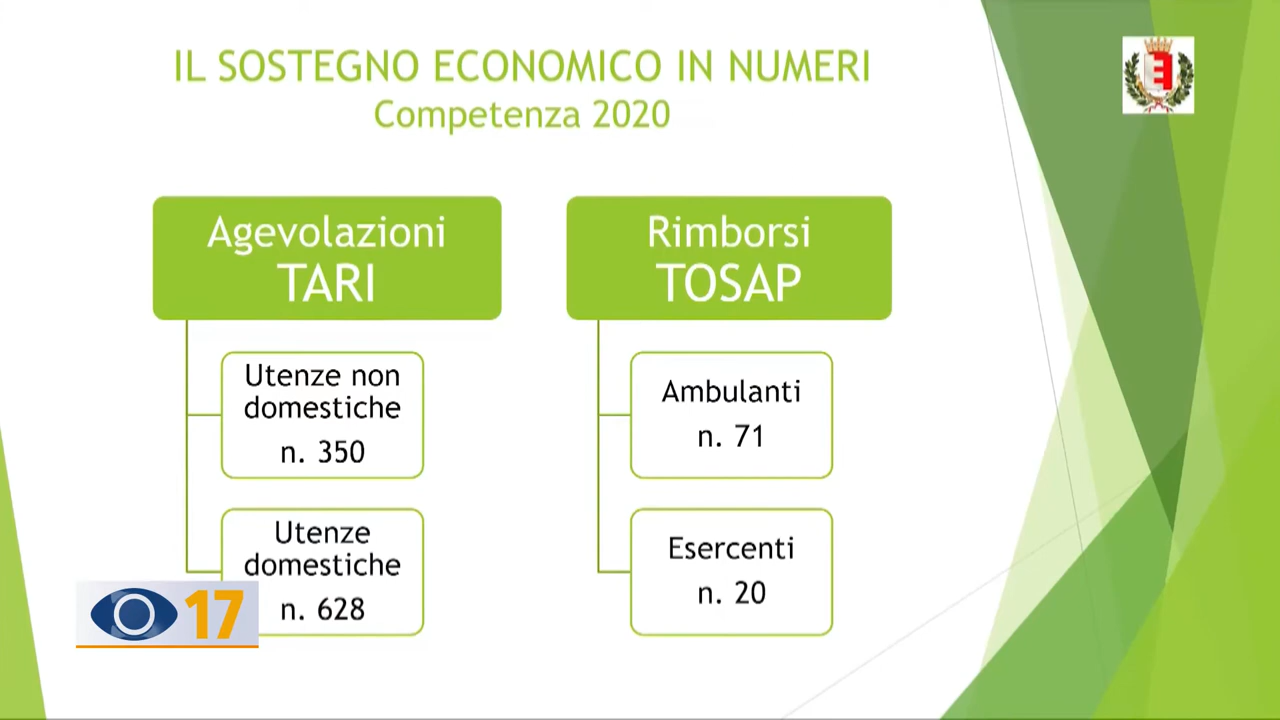 IL SOSTEGNO ECONOMICO IN NUMERI
Competenza 2020
Agevolazioni
TARI
Utenze non
domestiche
n. 350
Utenze
domestiche
n. 628
Rimborsi
TOSAP
Ambulanti
n. 71
Esercenti
n. 20
17